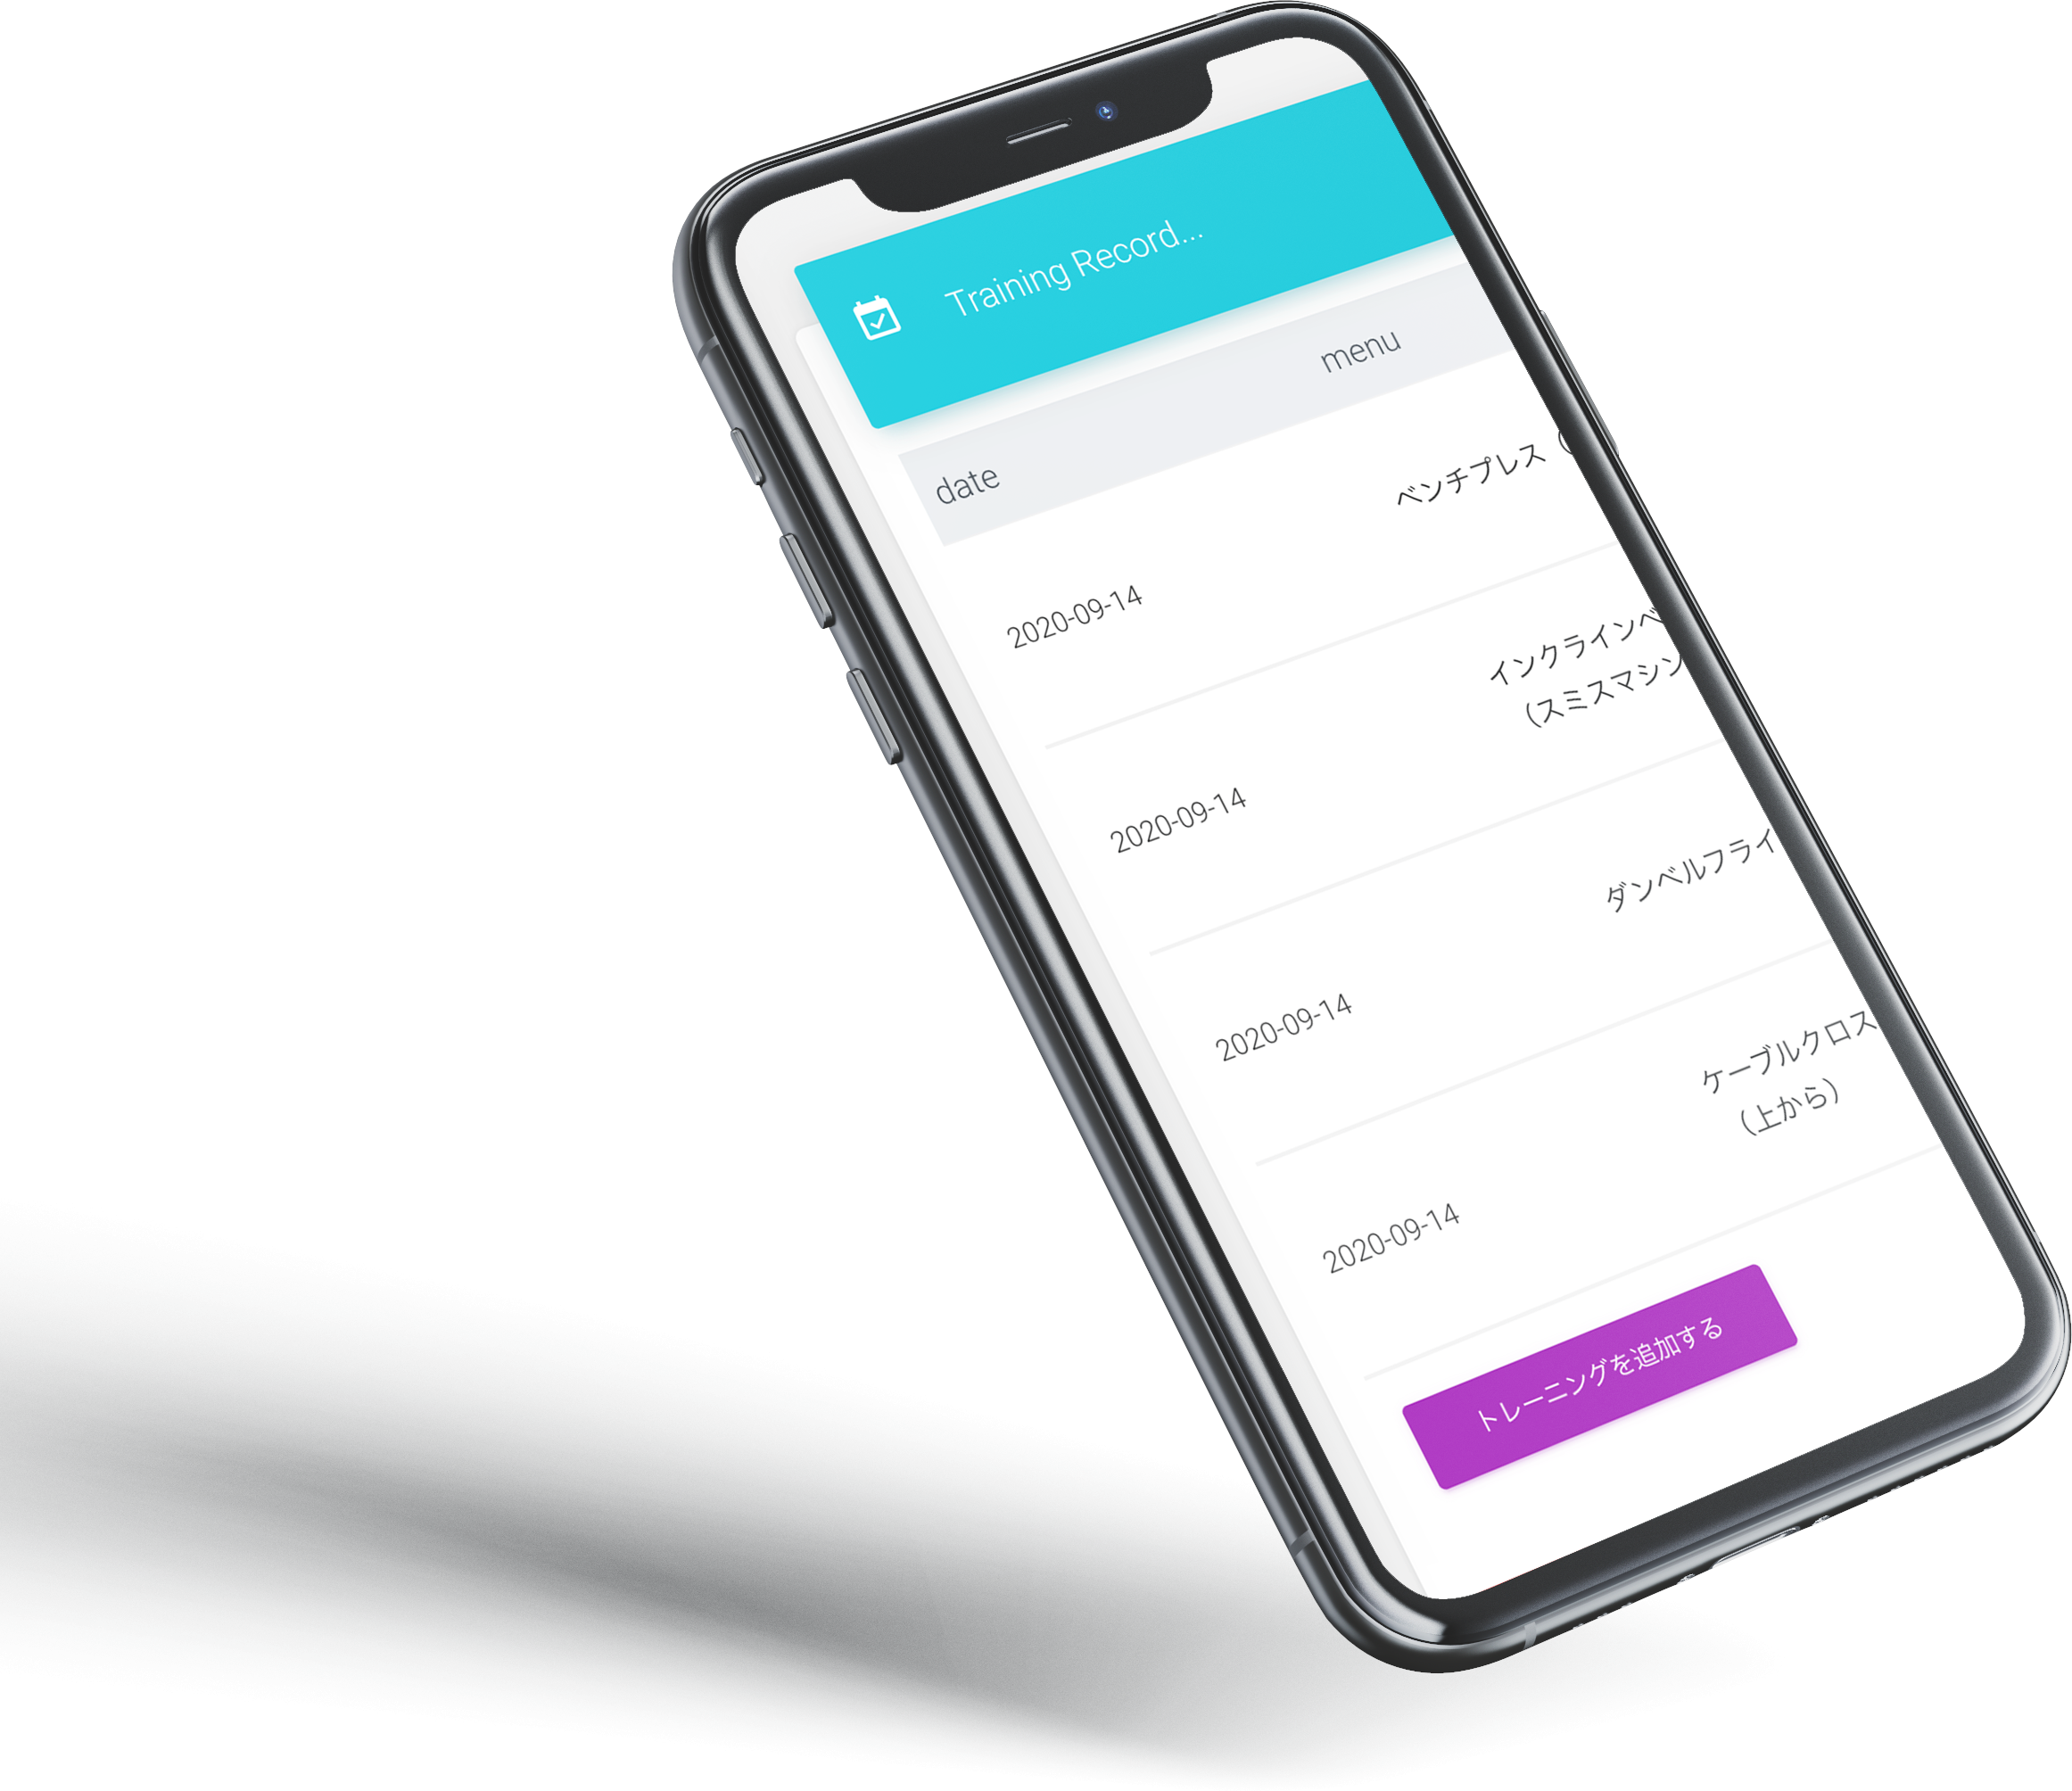 Training Record...
date menu
2020-09-14 ベンチプレス（
2020-09-14 インクラインベ
（スミスマシン
2020-09-14 ダンベルフライ
2020-09-14 ケーブルクロス
（上から）
トレーニングを追加する